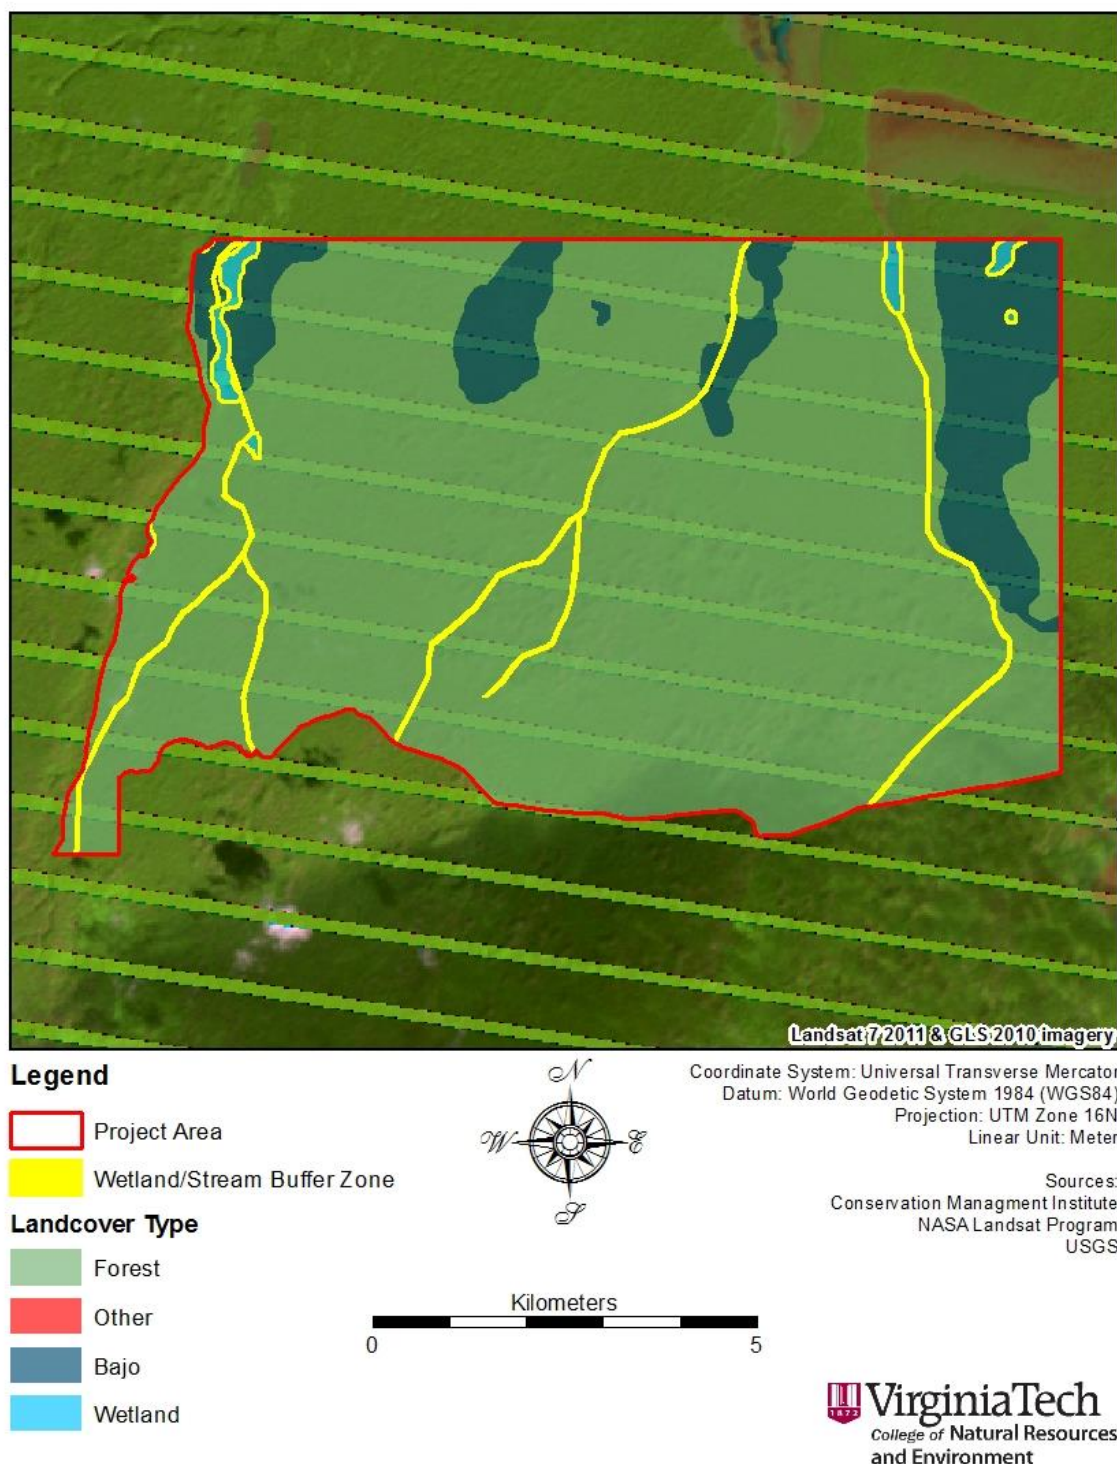 Landsat 7 2011 & GLS 2010 imagery
Legend
Project Area
Wetland/Stream Buffer Zone
Landcover Type
Forest
Other
Bajo
Wetland
N
W
E
S
Kilometers
0 5
Coordinate System: Universal Transverse Mercator
Datum: World Geodetic System 1984 (WGS84)
Projection: UTM Zone 16N
Linear Unit: Meter
Sources:
Conservation Managment Institute
NASA Landsat Program
USGS
1872
VirginiaTech
College of Natural Resources
and Environment